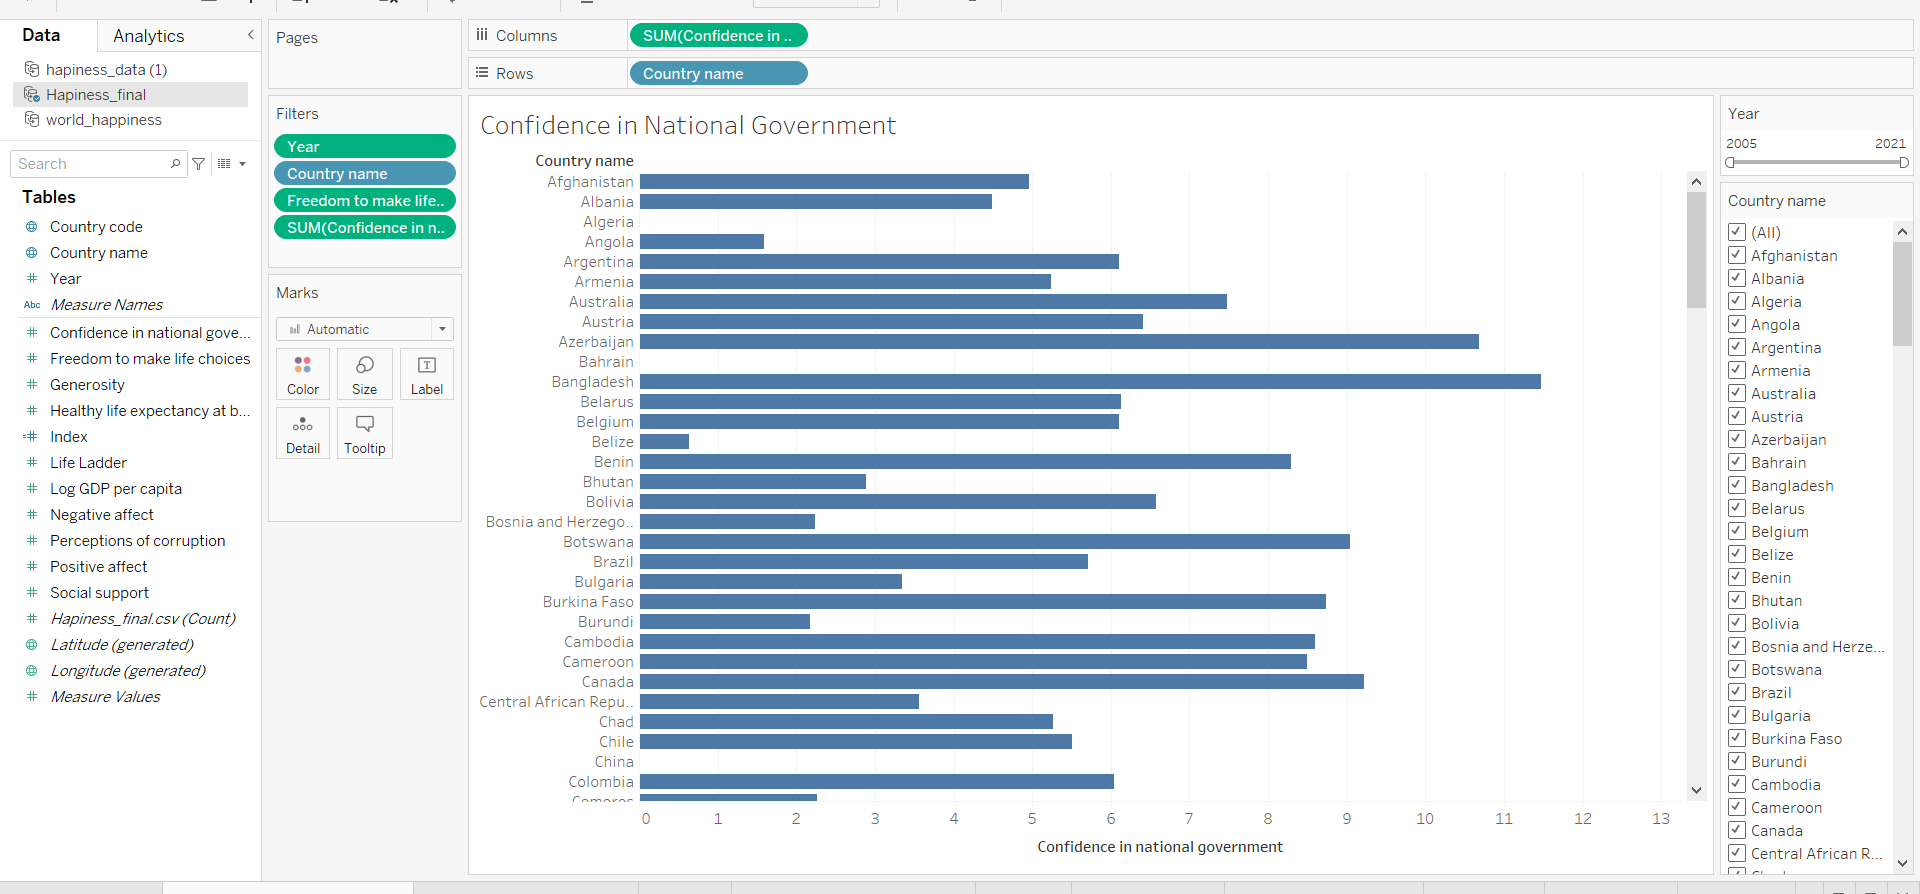 Data
Analytics
hapiness_data (1)
Hapiness_final
world_happiness
Search
Tables
Country code
Country name
Year
Abc Measure Names
Confidence in national gove...
Freedom to make life choices
Generosity
Healthy life expectancy at b...
Index
Life Ladder
Log GDP per capita
Negative affect
Perceptions of corruption
Positive affect
Social support
Hapiness_final.csv (Count)
Latitude (generated)
Longitude (generated)
Measure Values
Pages
Filters
Year
Country name
Freedom to make life..
SUM(Confidence in n..
Marks
Automatic
Color
Size
Label
Detail
Tooltip
Columns
SUM(Confidence in ..
Rows
Country name
Confidence in National Government
Country name
Afghanistan
Albania
Algeria
Angola
Argentina
Armenia
Australia
Austria
Azerbaijan
Bahrain
Bangladesh
Belarus
Belgium
Belize
Benin
Bhutan
Bolivia
Bosnia and Herzego..
Botswana
Brazil
Bulgaria
Burkina Faso
Burundi
Cambodia
Cameroon
Canada
Central African Repu..
Chad
Chile
China
Colombia
Comoros
0 1 2 3 4 5 6 7 8 9 10 11 12 13
Confidence in national government
Year
2005 2021
Country name
(All)
Afghanistan
Albania
Algeria
Angola
Argentina
Armenia
Australia
Austria
Azerbaijan
Bahrain
Bangladesh
Belarus
Belgium
Belize
Benin
Bhutan
Bolivia
Bosnia and Herze...
Botswana
Brazil
Bulgaria
Burkina Faso
Burundi
Cambodia
Cameroon
Canada
Central African R...